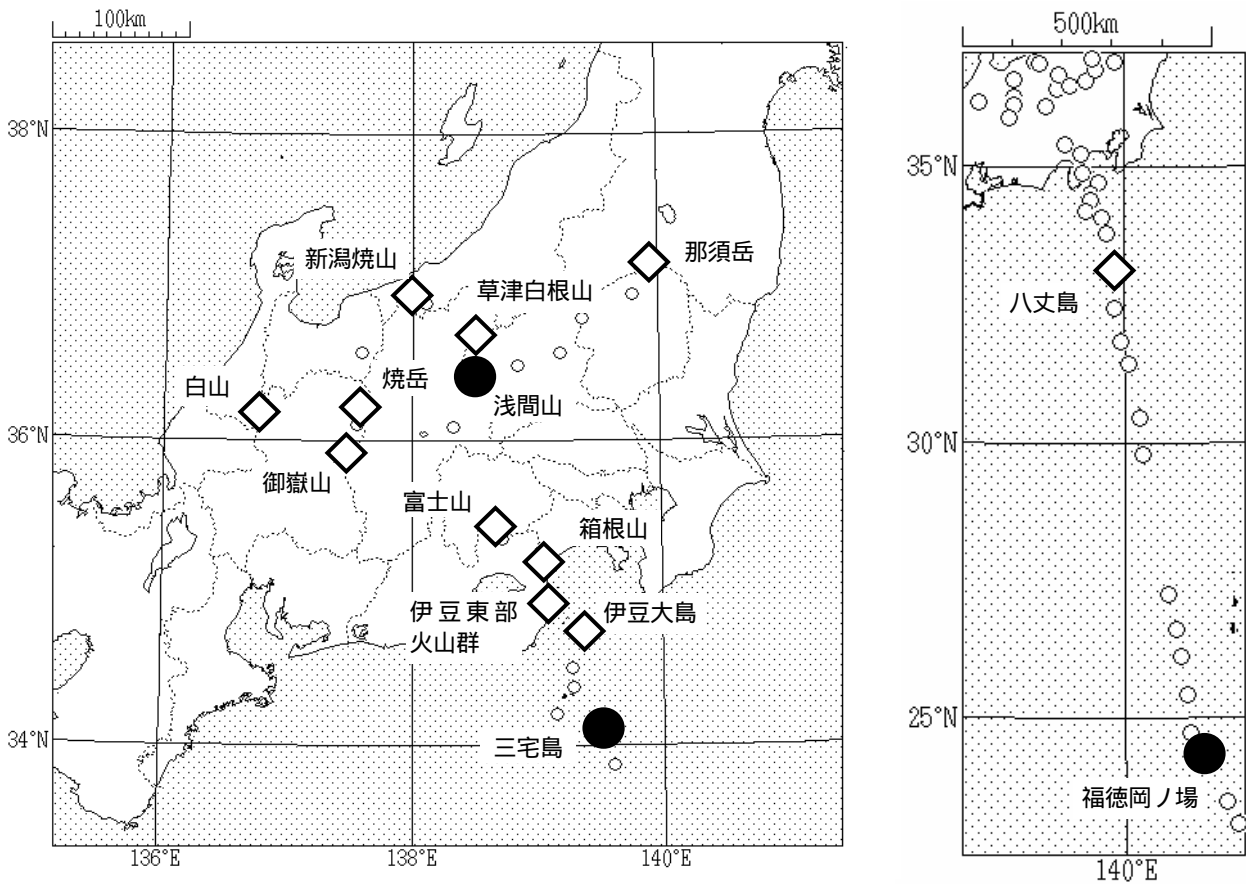 100km
38°N
新潟焼山
那須岳
草津白根山
白山
焼岳
浅間山
36°N
御嶽山
富士山
箱根山
伊豆東部
火山群
伊豆大島
三宅島
34°N
136°E
138°E
140°E
500km
35°N
八丈島
30°N
25°N
福徳岡ノ場
140°E